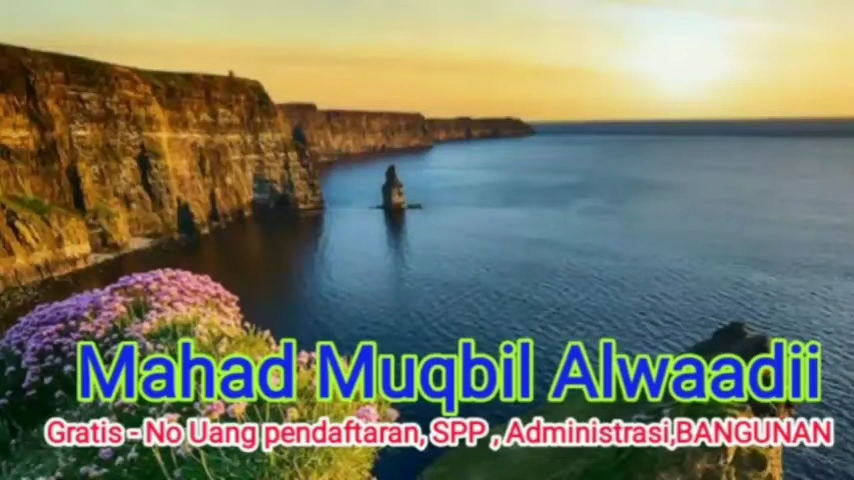 Mahad Muqbil Alwaadii
Gratis - No Uang pendaftaran, SPP , Administrasi,BANGUNAN